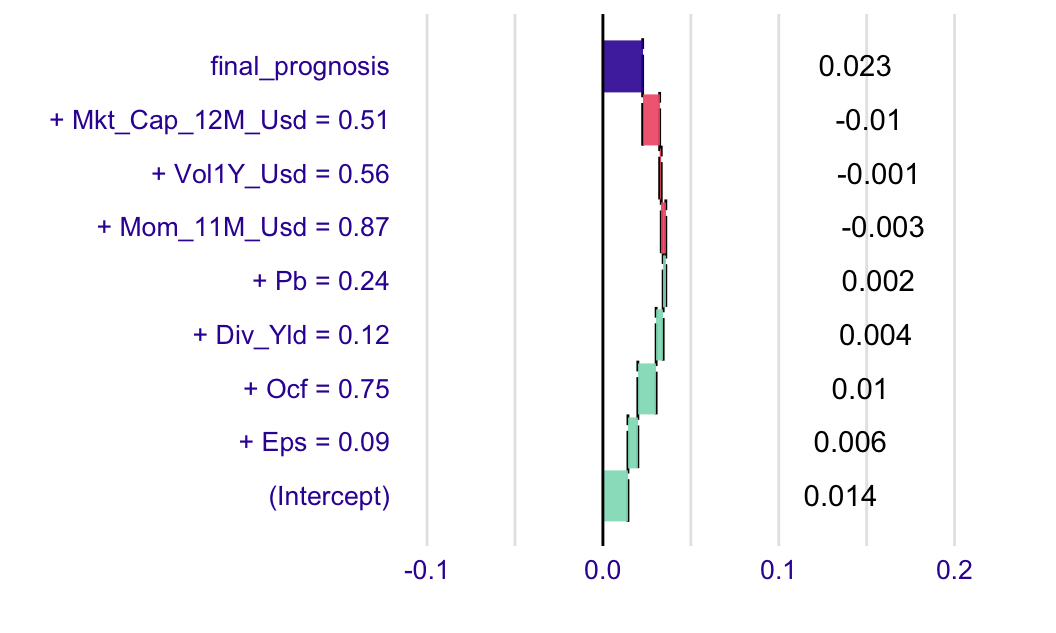 final_prognosis 0.023
+ Mkt_Cap_12M_Usd = 0.51 -0.01
+ Vol1Y_Usd = 0.56 -0.001
+ Mom_11M_Usd = 0.87 -0.003
+ Pb = 0.24 0.002
+ Div_Yld = 0.12 0.004
+ Ocf = 0.75 0.01
+ Eps = 0.09 0.006
(Intercept) 0.014
-0.1 0.0 0.1 0.2